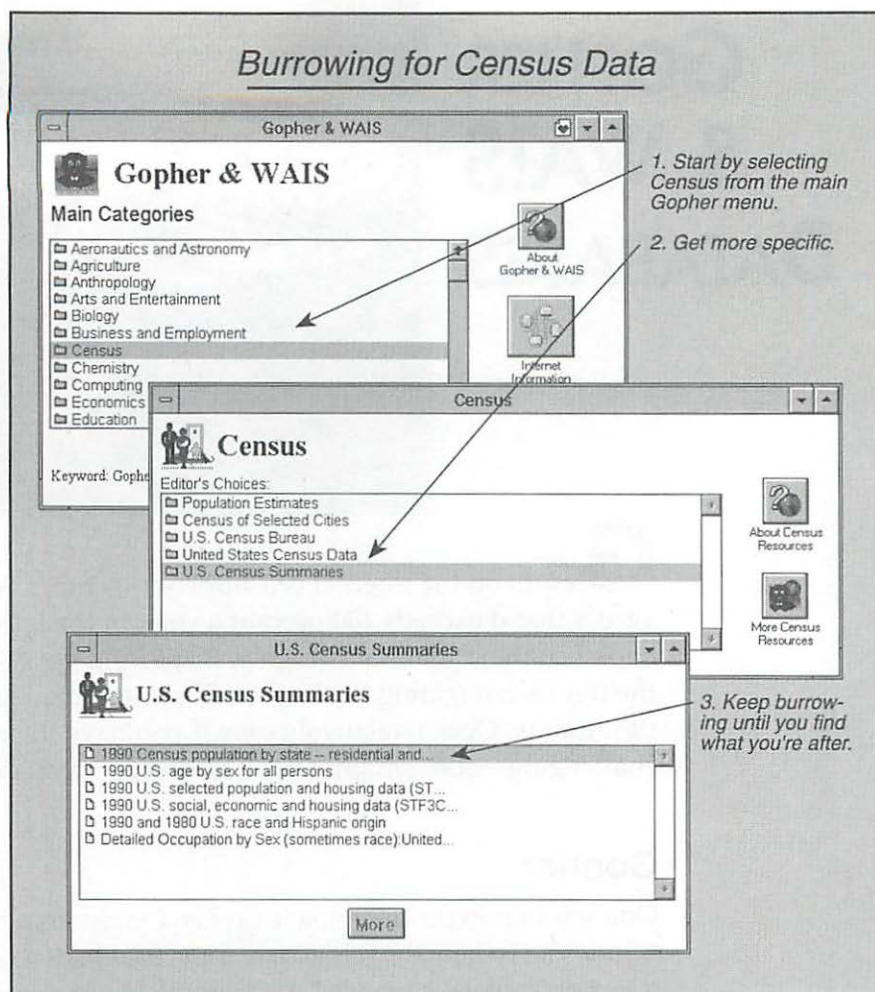 Burrowing for Census Data
Gopher & WAIS
Gopher & WAIS
Main Categories
Aeronautics and Astronomy
Agriculture
Anthropology
Arts and Entertainment
Biology
Business and Employment
Census
Chemistry
Computing
Economics
Education
Keyword: Gophe
About
Gopher & WAIS
Internet
Information
1. Start by selecting
Census from the main
Gopher menu.
2. Get more specific.
Census
Census
Editor's Choices:
Population Estimates
Census of Selected Cities
U.S. Census Bureau
United States Census Data
U.S. Census Summaries
About Census
Resources
More Census
Resources
U.S. Census Summaries
U.S. Census Summaries
1990 Census population by state -- residential and...
1990 U.S. age by sex for all persons
1990 U.S. selected population and housing data (ST...
1990 U.S. social, economic and housing data (STF3C...
1990 and 1980 U.S. race and Hispanic origin
Detailed Occupation by Sex (sometimes race):United...
More
3. Keep burrow-
ing until you find
what you're after.